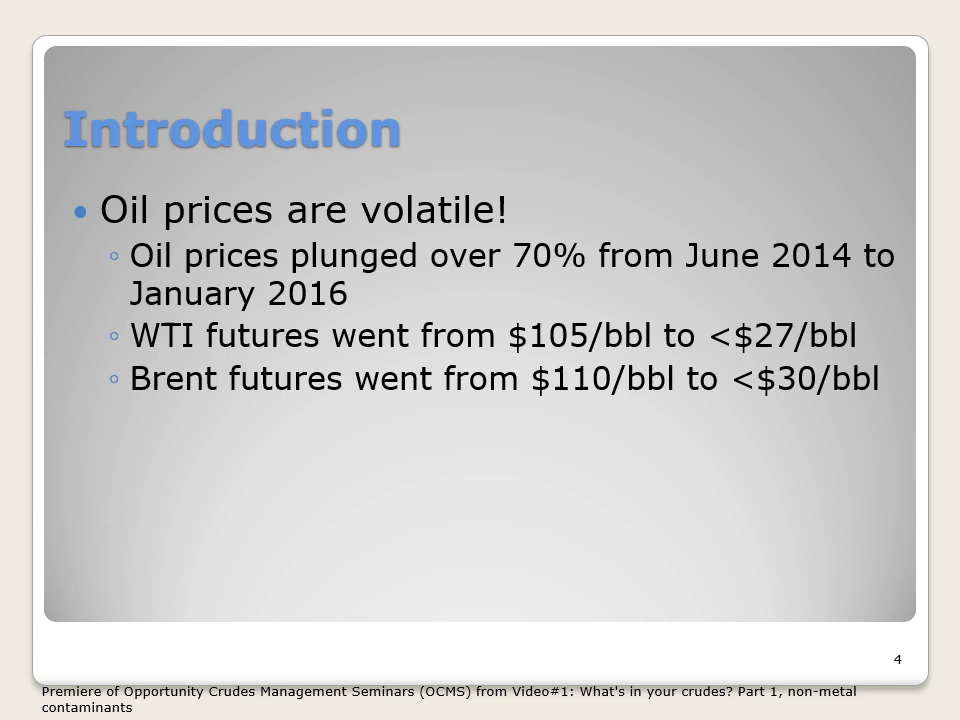 Introduction
• Oil prices are volatile!
◦ Oil prices plunged over 70% from June 2014 to
January 2016
◦ WTI futures went from $105/bbl to <$27/bbl
◦ Brent futures went from $110/bbl to <$30/bbl
4
Premiere of Opportunity Crudes Management Seminars (OCMS) from Video#1: What's in your crudes? Part 1, non-metal
contaminants